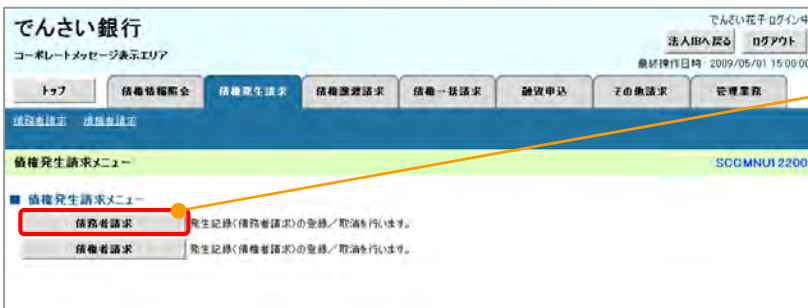 でんさい銀行
でんさい花子 ログイン中
コーポレートメッセージ表示エリア
法人IBへ戻る ログアウト
最終操作日時：2009/05/01 15:00:00
トップ 債権情報照会 債権発生請求 債権譲渡請求 債権一括請求 融資申込 その他請求 管理業務
債務者請求 債権者請求
債権発生請求メニュー SCCMNU12200
■ 債権発生請求メニュー
債務者請求 発生記録(債務者請求)の登録／取消を行います。
債権者請求 発生記録(債権者請求)の登録／取消を行います。